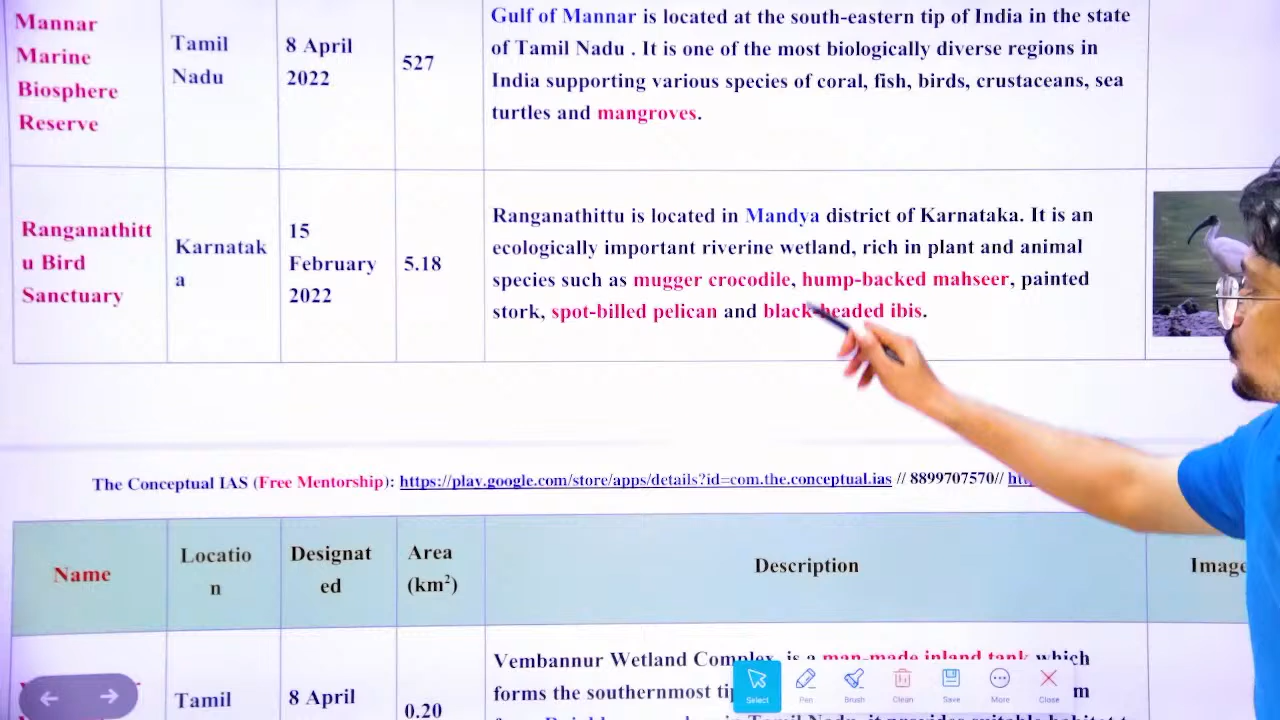 Mannar
Marine
Biosphere
Reserve
Tamil
Nadu
8 April
2022
527
Gulf of Mannar is located at the south-eastern tip of India in the state
of Tamil Nadu . It is one of the most biologically diverse regions in
India supporting various species of coral, fish, birds, crustaceans, sea
turtles and mangroves.
Ranganathitt
u Bird
Sanctuary
Karnatak
a
15
February
2022
5.18
Ranganathittu is located in Mandya district of Karnataka. It is an
ecologically important riverine wetland, rich in plant and animal
species such as mugger crocodile, hump-backed mahseer, painted
stork, spot-billed pelican and black-headed ibis.
The Conceptual IAS (Free Mentorship): https://play.google.com/store/apps/details?id=com.the.conceptual.ias // 8899707570//
Name
Locatio
n
Designat
ed
Area
(km²)
Description
Image
Tamil
8 April
0.20
Vembannur Wetland Complex is a man-made inland tank which
forms the southernmost
Select
Pen
Brush
Clean
Save
More
Close